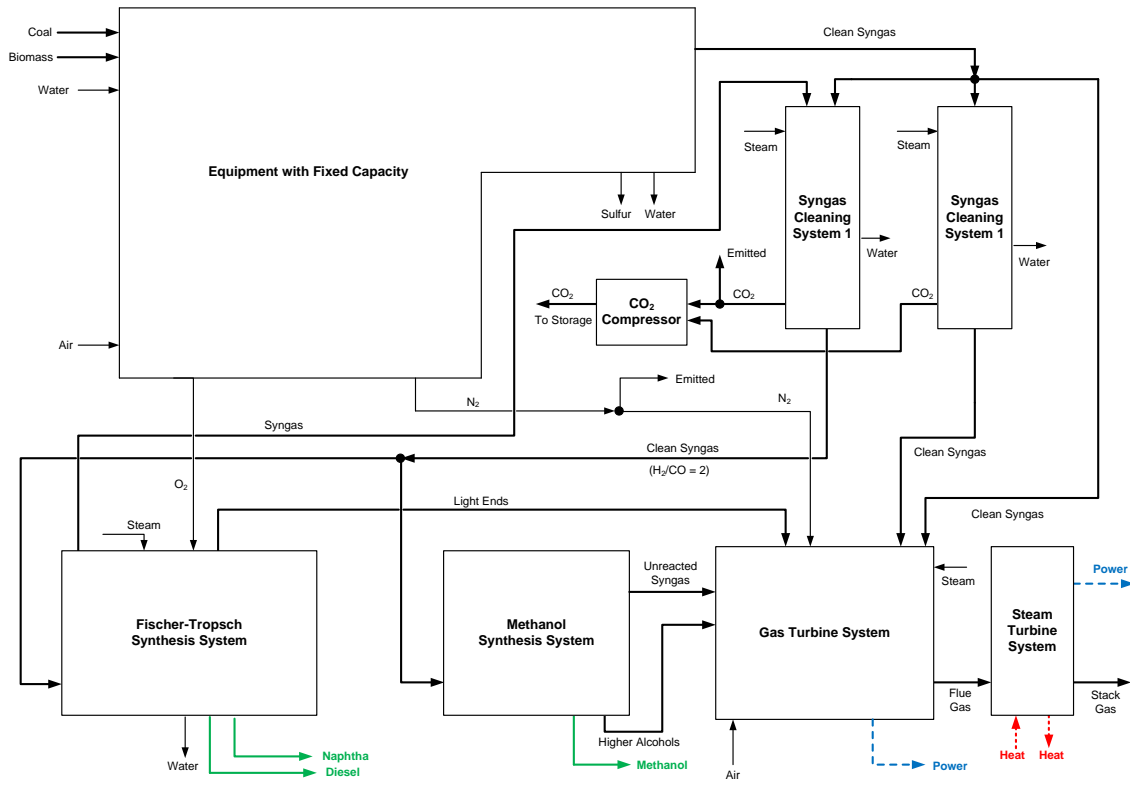 Coal
Biomass
Water
Clean Syngas
Equipment with Fixed Capacity
Steam
Steam
Syngas
Cleaning
System 1
Syngas
Cleaning
System 1
Sulfur
Water
Water
Water
Emitted
CO₂
To Storage
CO₂
Compressor
CO₂
CO₂
Air
Emitted
N₂
N₂
Syngas
Clean Syngas
(H₂/CO = 2)
Clean Syngas
O₂
Light Ends
Clean Syngas
Steam
Fischer-Tropsch
Synthesis System
Methanol
Synthesis System
Unreacted
Syngas
Gas Turbine System
Steam
Steam
Turbine
System
Power
Flue
Gas
Stack
Gas
Water
Naphtha
Diesel
Higher Alcohols
Methanol
Air
Power
Heat
Heat